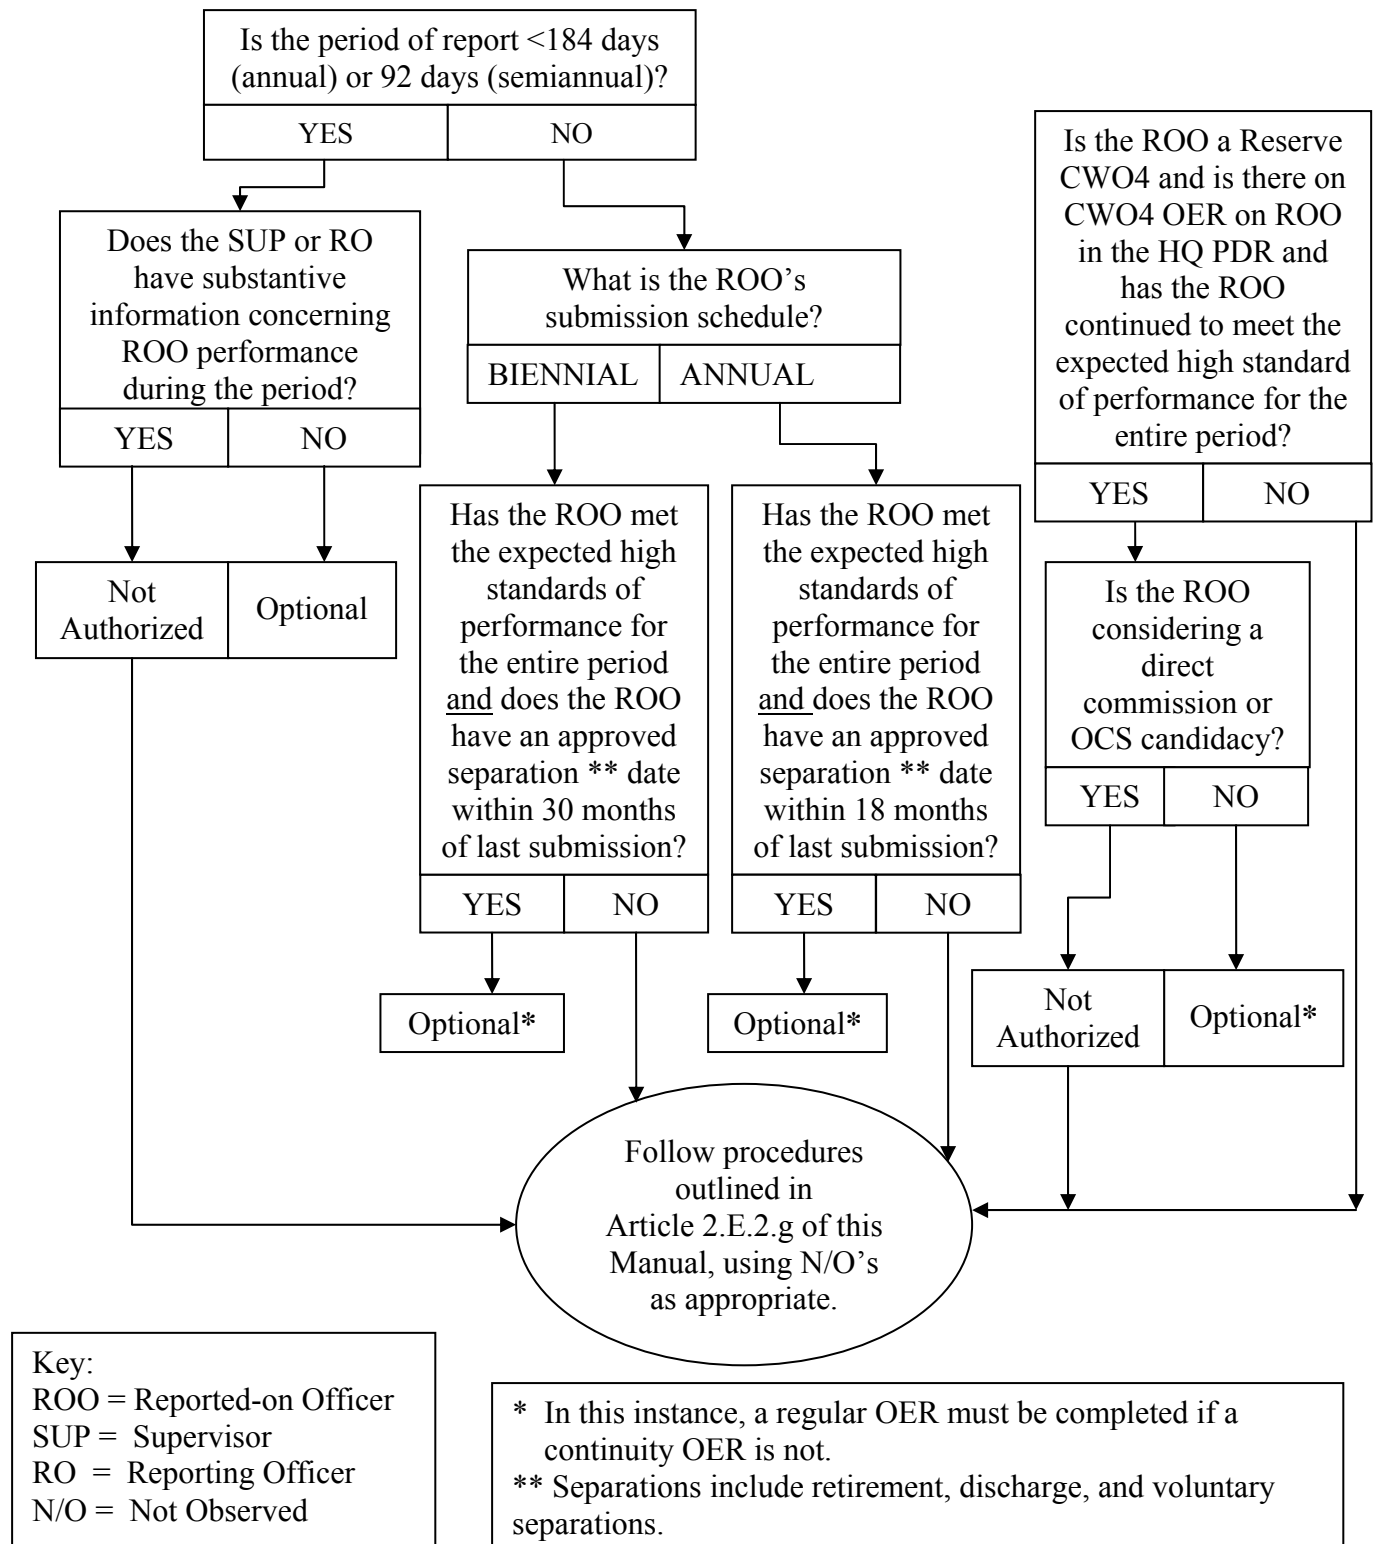 Is the period of report <184 days
(annual) or 92 days (semiannual)?
YES
NO
Does the SUP or RO
have substantive
information concerning
ROO performance
during the period?
YES
NO
Not
Authorized
Optional
What is the ROO’s
submission schedule?
BIENNIAL
ANNUAL
Has the ROO met
the expected high
standards of
performance for
the entire period
and does the ROO
have an approved
separation ** date
within 30 months
of last submission?
YES
NO
Optional*
Has the ROO met
the expected high
standards of
performance for
the entire period
and does the ROO
have an approved
separation ** date
within 18 months
of last submission?
YES
NO
Optional*
Is the ROO a Reserve
CWO4 and is there on
CWO4 OER on ROO
in the HQ PDR and
has the ROO
continued to meet the
expected high standard
of performance for the
entire period?
YES
NO
Is the ROO
considering a
direct
commission or
OCS candidacy?
YES
NO
Not
Authorized
Optional*
Follow procedures
outlined in
Article 2.E.2.g of this
Manual, using N/O’s
as appropriate.
Key:
ROO = Reported-on Officer
SUP = Supervisor
RO = Reporting Officer
N/O = Not Observed
* In this instance, a regular OER must be completed if a
continuity OER is not.
** Separations include retirement, discharge, and voluntary
separations.